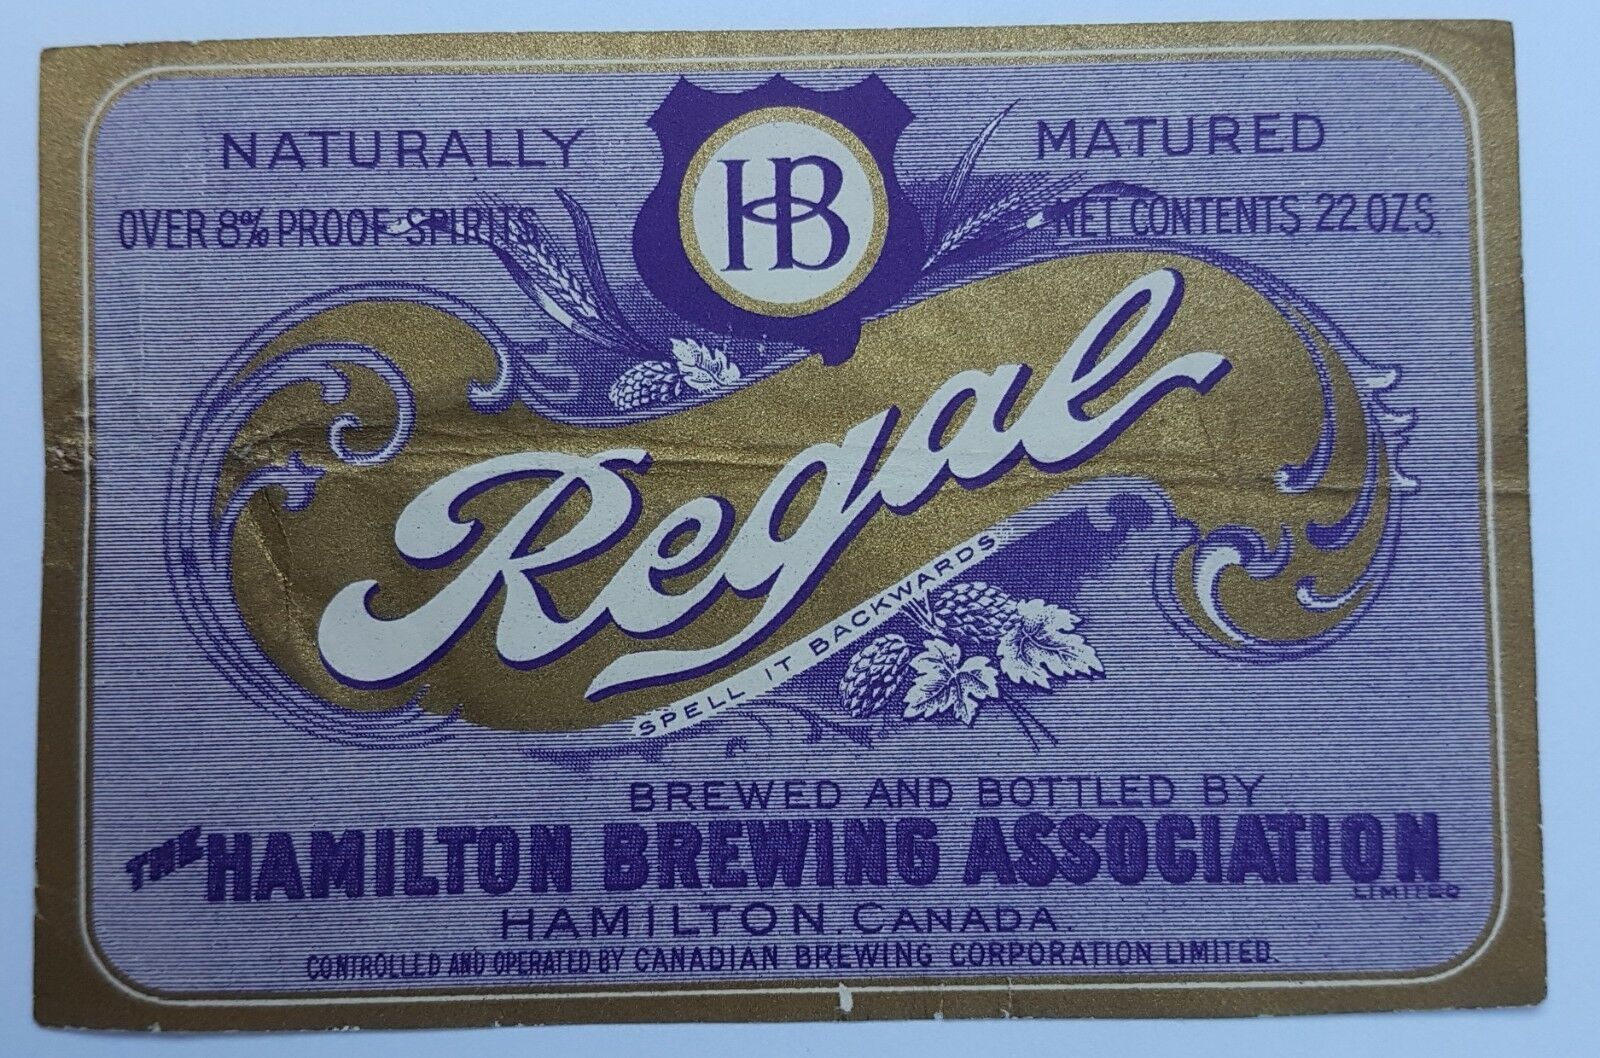 NATURALLY MATURED
HB
OVER 8% PROOF SPIRITS NET CONTENTS 22 OZS.
Regal
SPELL IT BACKWARDS
BREWED AND BOTTLED BY
THE HAMILTON BREWING ASSOCIATION
LIMITED
HAMILTON. CANADA.
CONTROLLED AND OPERATED BY CANADIAN BREWING CORPORATION LIMITED.